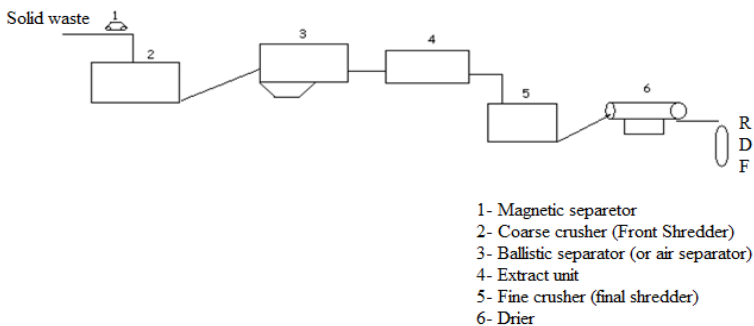 Solid waste
1
2
3
4
5
6
R
D
F
1- Magnetic separetor
2- Coarse crusher (Front Shredder)
3- Ballistic separator (or air separator)
4- Extract unit
5- Fine crusher (final shredder)
6- Drier